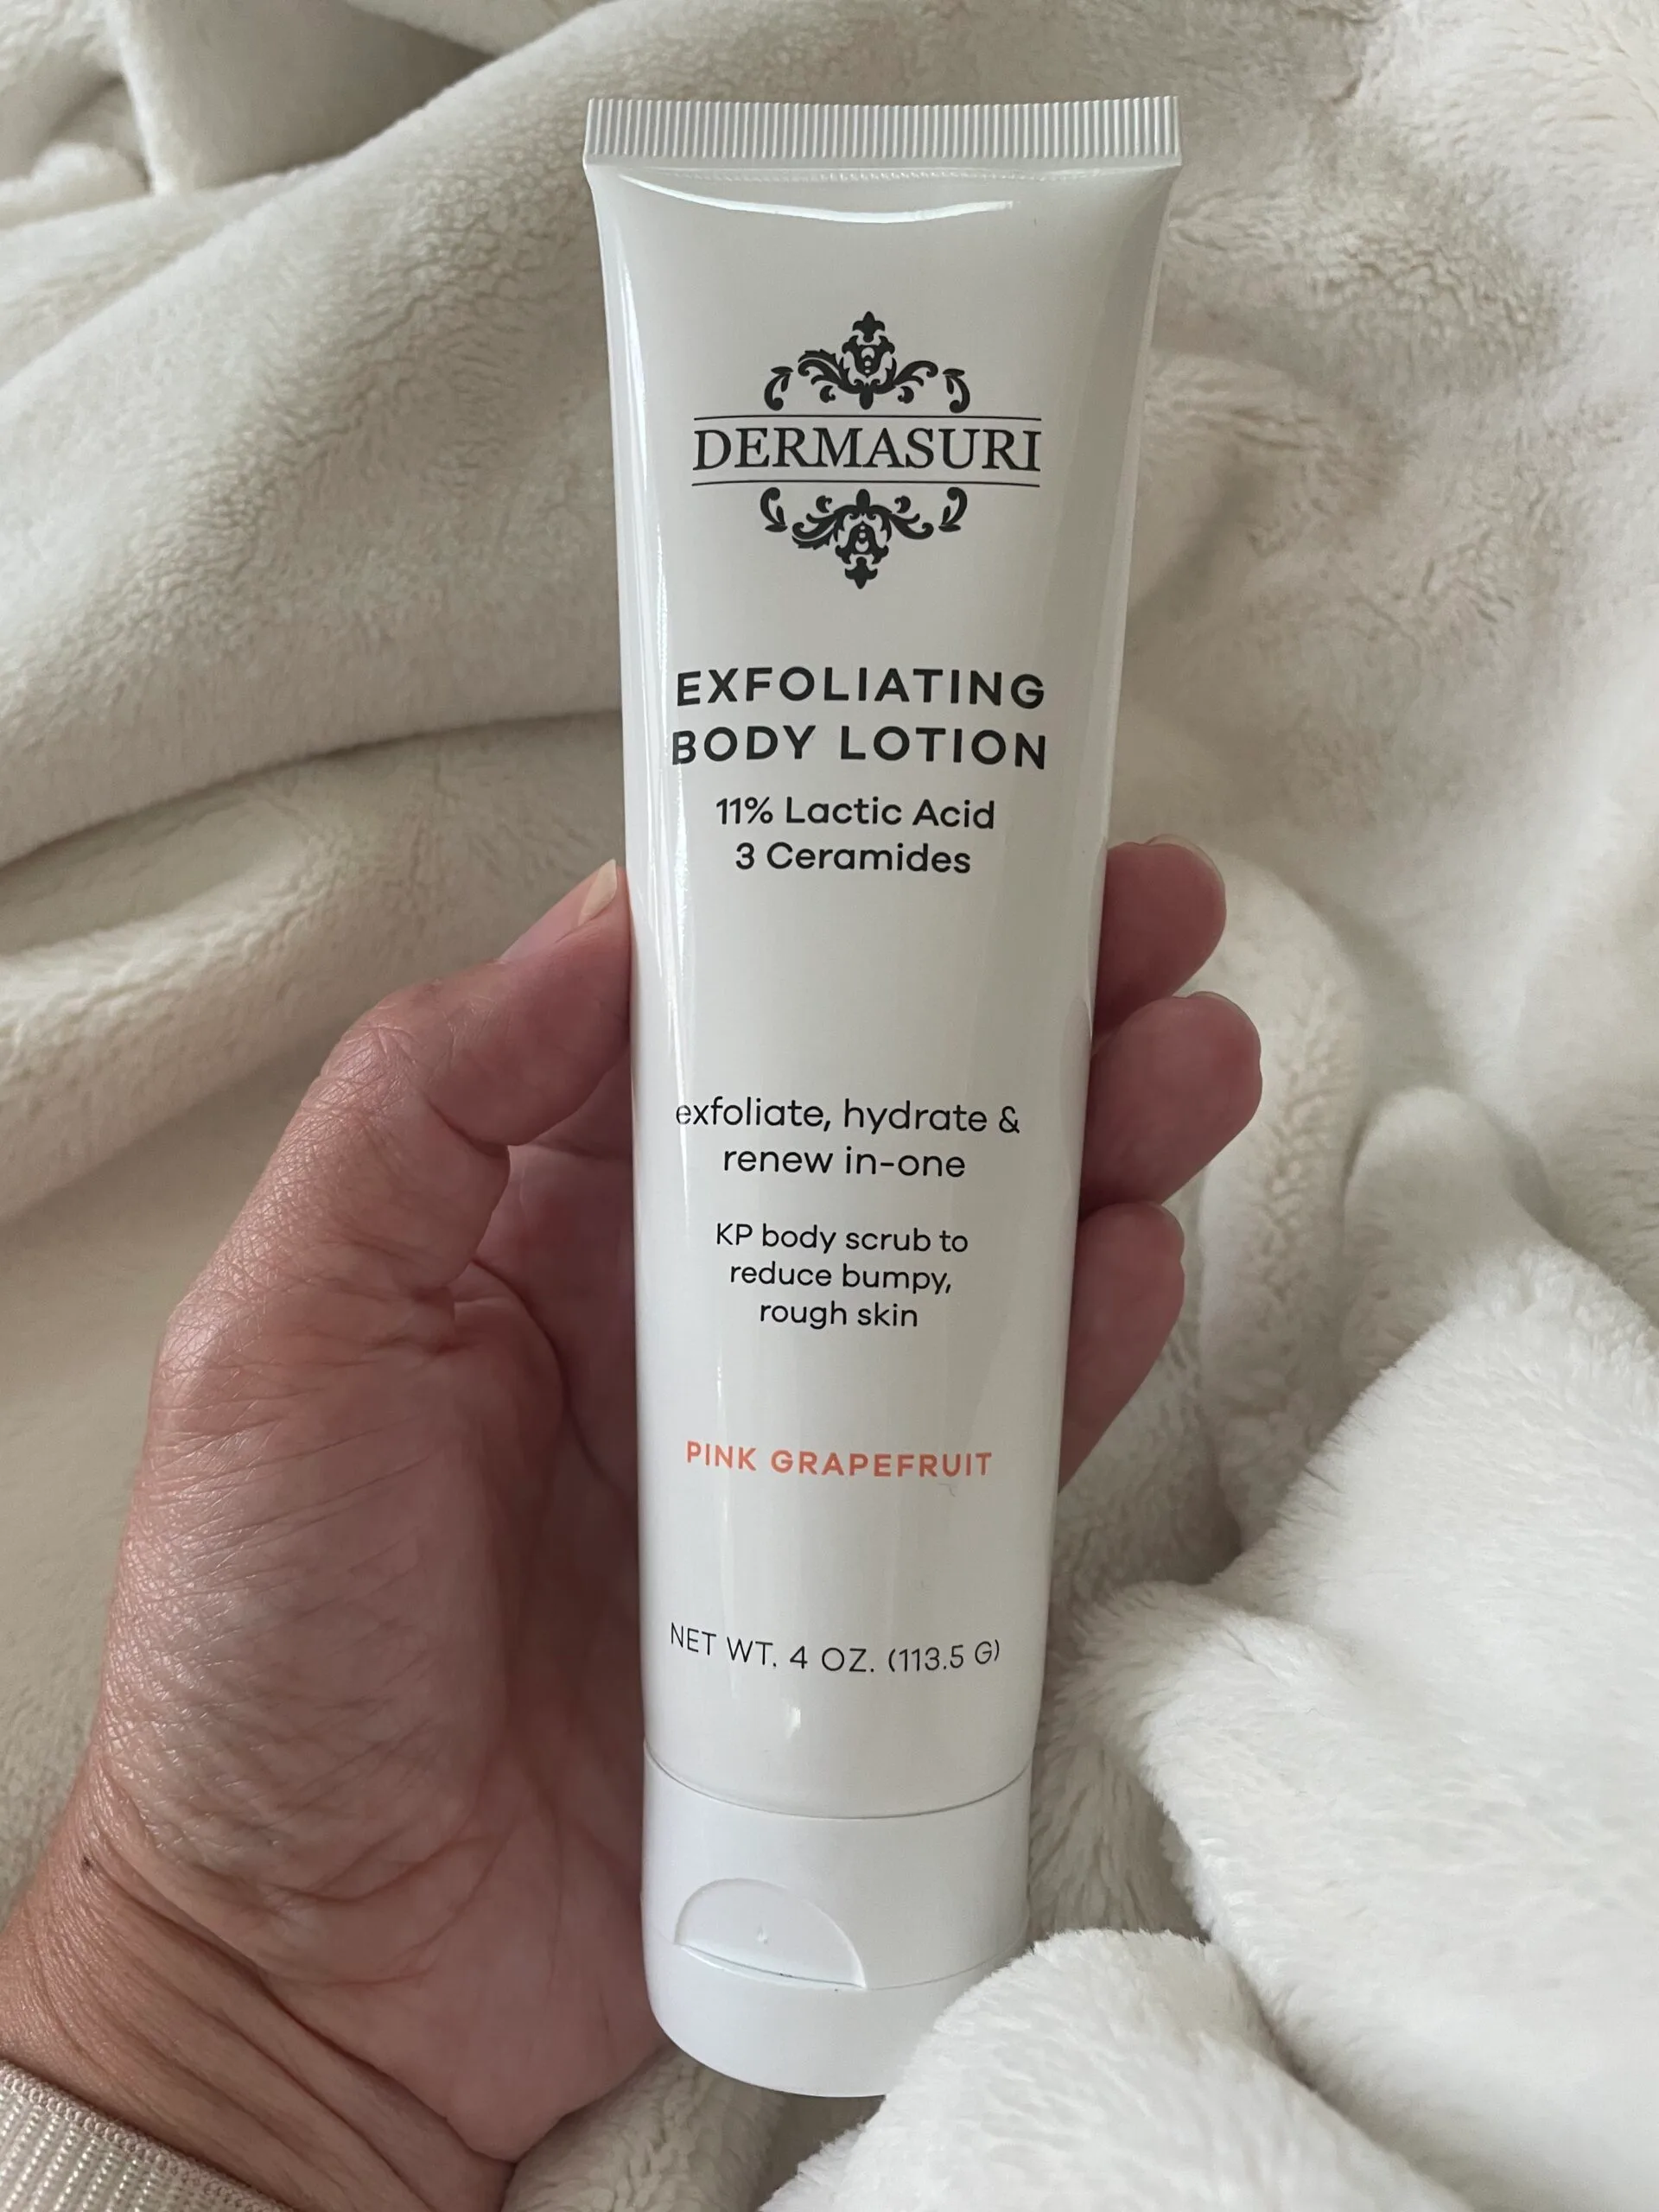 DERMASURI
EXFOLIATING
BODY LOTION
11% Lactic Acid
3 Ceramides
exfoliate, hydrate &
renew in-one
KP body scrub to
reduce bumpy,
rough skin
PINK GRAPEFRUIT
NET WT. 4 OZ. (113.5 G)